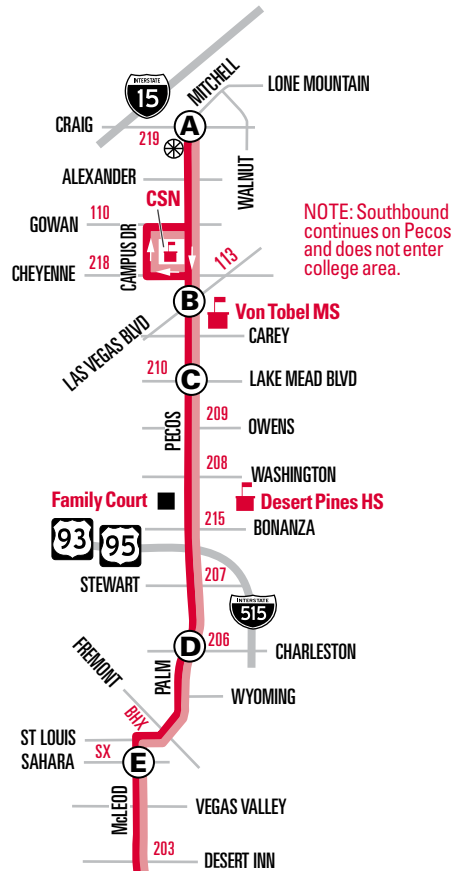 INTERSTATE
15
MITCHELL
LONE MOUNTAIN
CRAIG
A
219
WALNUT
ALEXANDER
CSN
110
GOWAN
CAMPUS DR
NOTE: Southbound
continues on Pecos
and does not enter
college area.
218
CHEYENNE
113
B
Von Tobel MS
LAS VEGAS BLVD
CAREY
210
C
LAKE MEAD BLVD
PECOS
209
OWENS
208
WASHINGTON
Family Court
Desert Pines HS
215
BONANZA
93
95
STEWART
207
INTERSTATE
515
D
206
CHARLESTON
FREMONT
PALM
WYOMING
BHX
ST LOUIS
SX
SAHARA
E
McLEOD
VEGAS VALLEY
203
DESERT INN